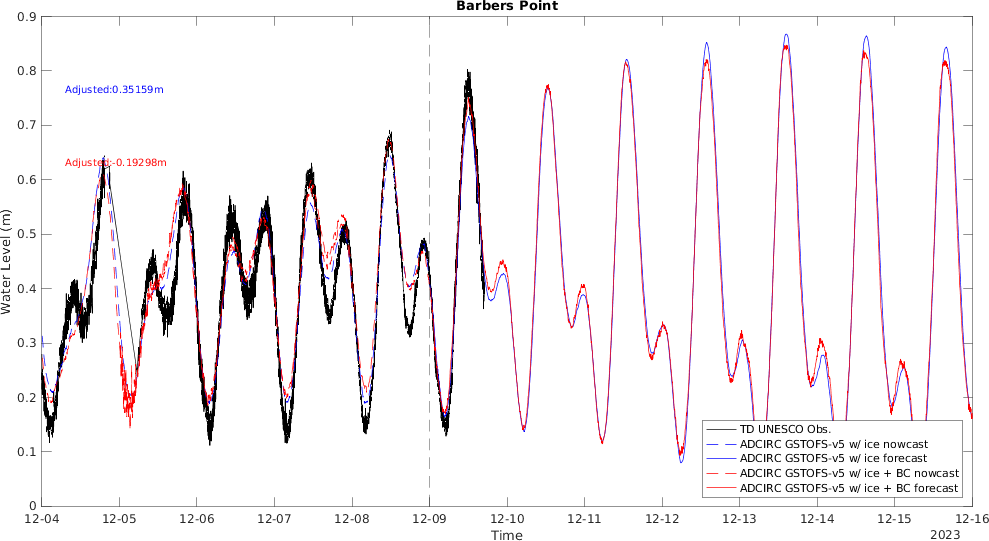 Barbers Point
0.9
0.8
0.7
0.6
0.5
0.4
0.3
0.2
0.1
0
Water Level (m)
Adjusted:0.35159m
Adjusted:-0.19298m
TD UNESCO Obs.
ADCIRC GSTOFS-v5 w/ ice nowcast
ADCIRC GSTOFS-v5 w/ ice forecast
ADCIRC GSTOFS-v5 w/ ice + BC nowcast
ADCIRC GSTOFS-v5 w/ ice + BC forecast
12-04 12-05 12-06 12-07 12-08 12-09 12-10 12-11 12-12 12-13 12-14 12-15 12-16
Time
2023